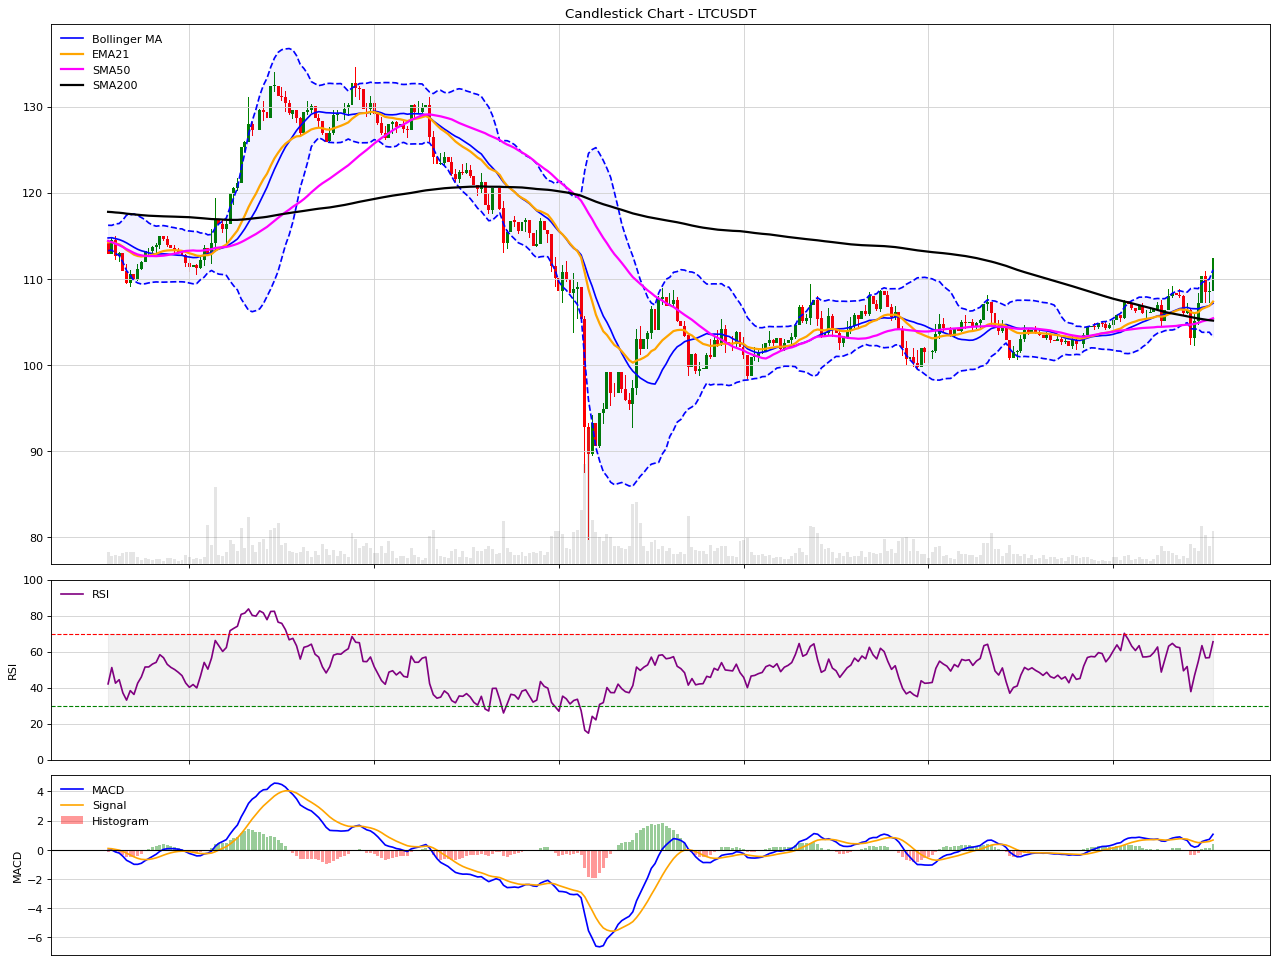 Candlestick Chart - LTCUSDT
Bollinger MA
EMA21
SMA50
SMA200
130
120
110
100
90
80
RSI
100
80
60
40
20
0
RSI
MACD
Signal
Histogram
4
2
0
−2
−4
−6
MACD